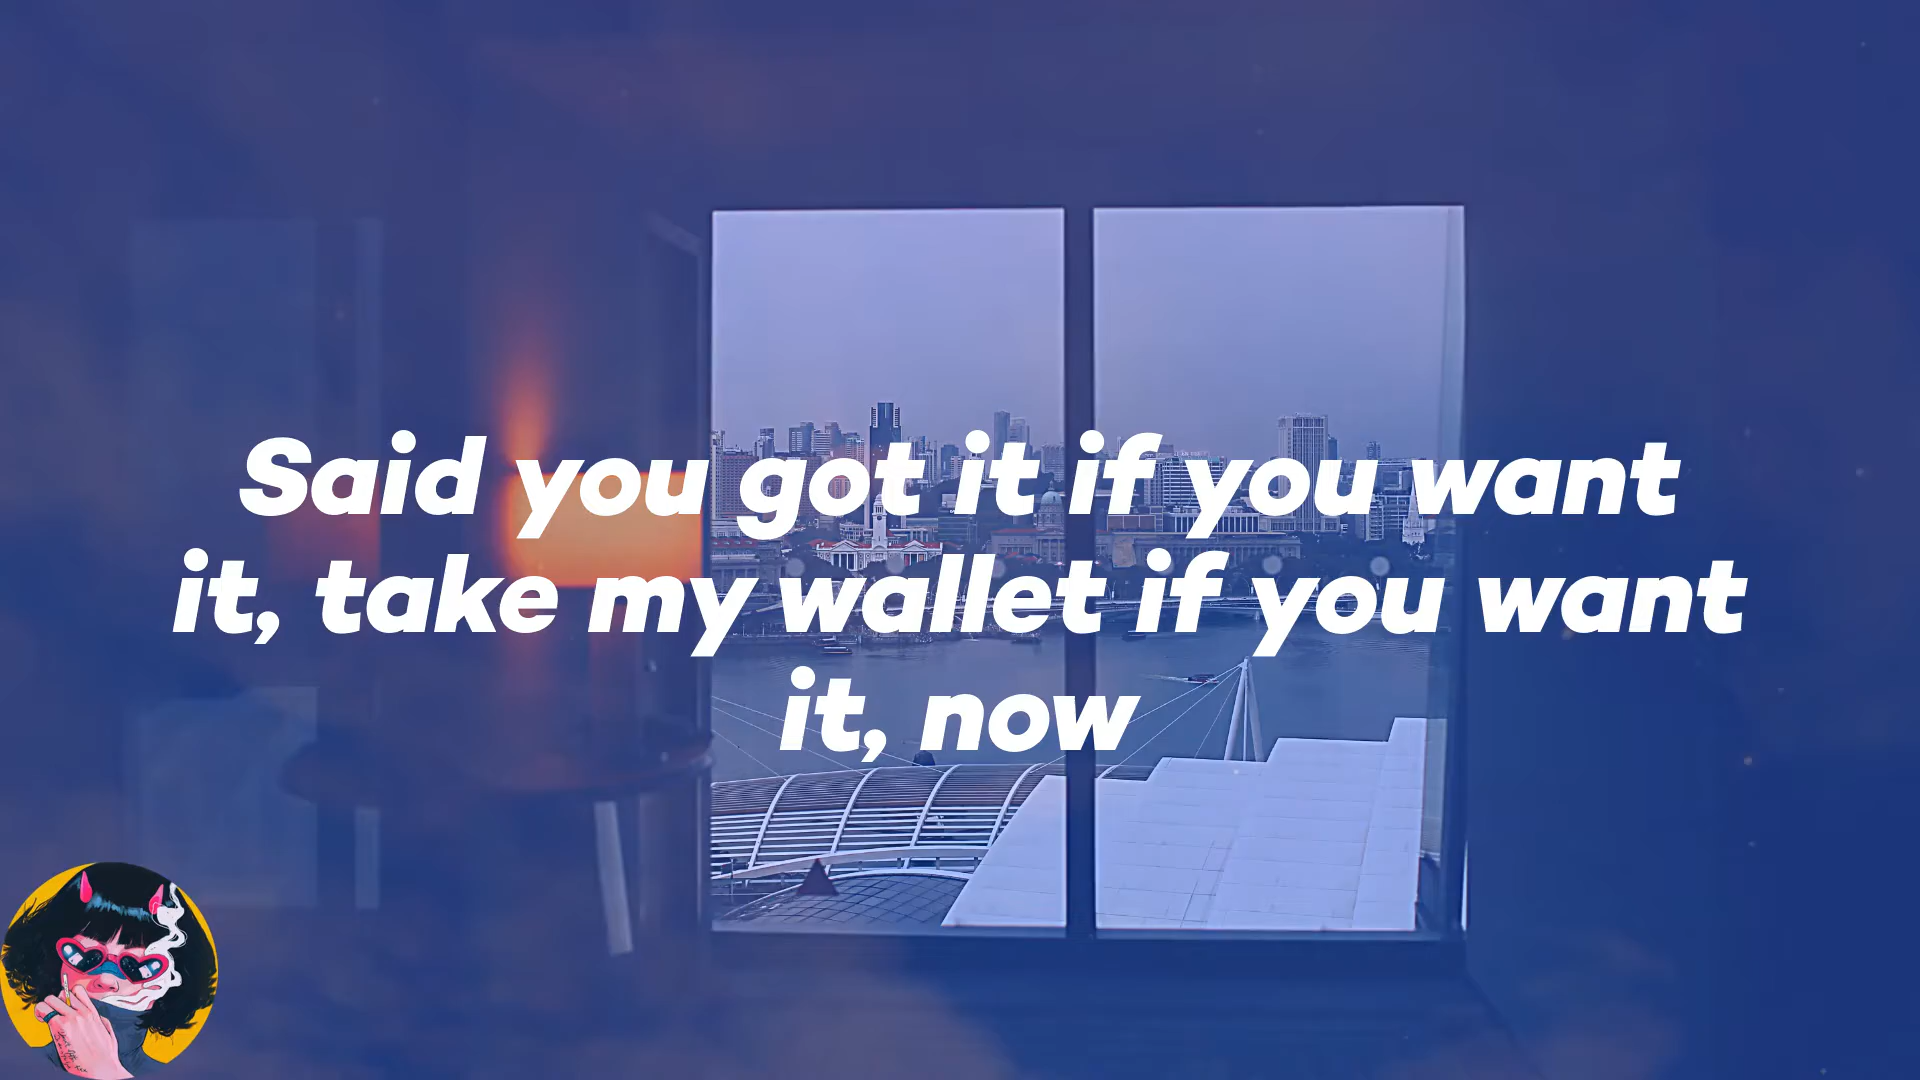 Said you got it if you want
it, take my wallet if you want
it, now